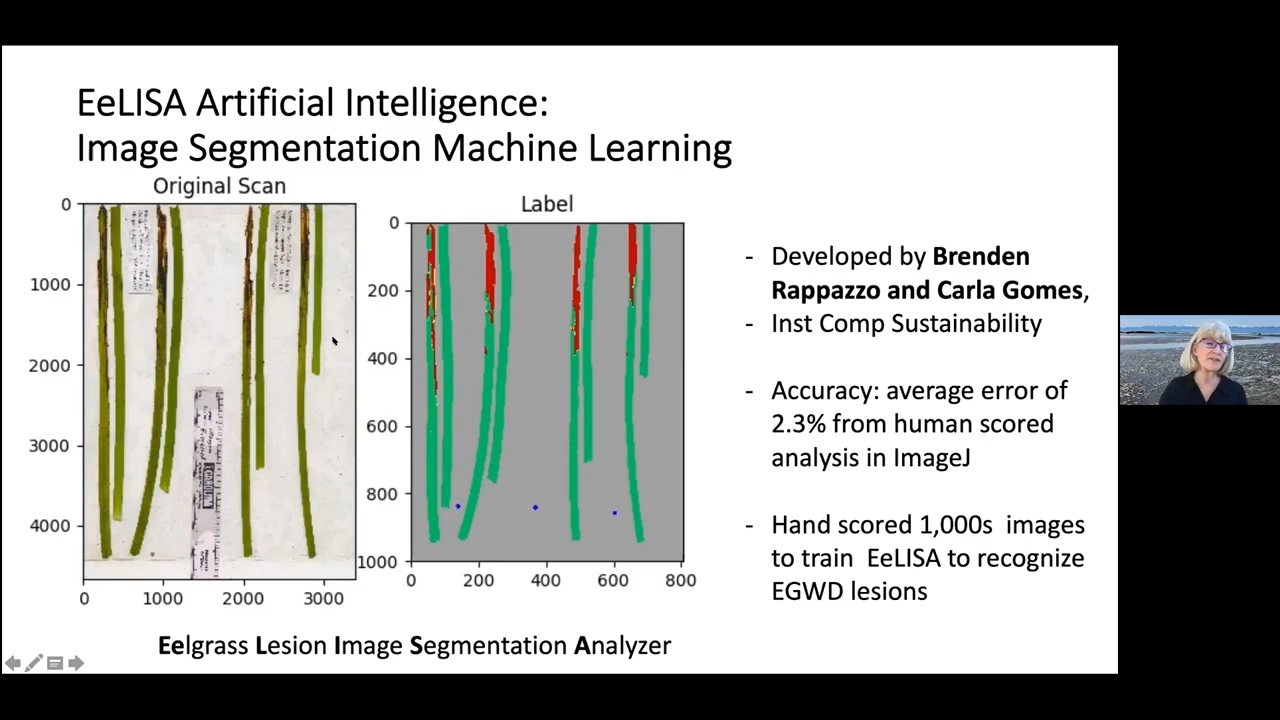 EeLISA Artificial Intelligence:
Image Segmentation Machine Learning
Original Scan
0
1000
2000
3000
4000
0
1000
2000
3000
Label
0
200
400
600
800
1000
0
200
400
600
800
- Developed by Brenden
Rappazzo and Carla Gomes,
- Inst Comp Sustainability
- Accuracy: average error of
2.3% from human scored
analysis in ImageJ
- Hand scored 1,000s images
to train EeLISA to recognize
EGWD lesions
Eelgrass Lesion Image Segmentation Analyzer